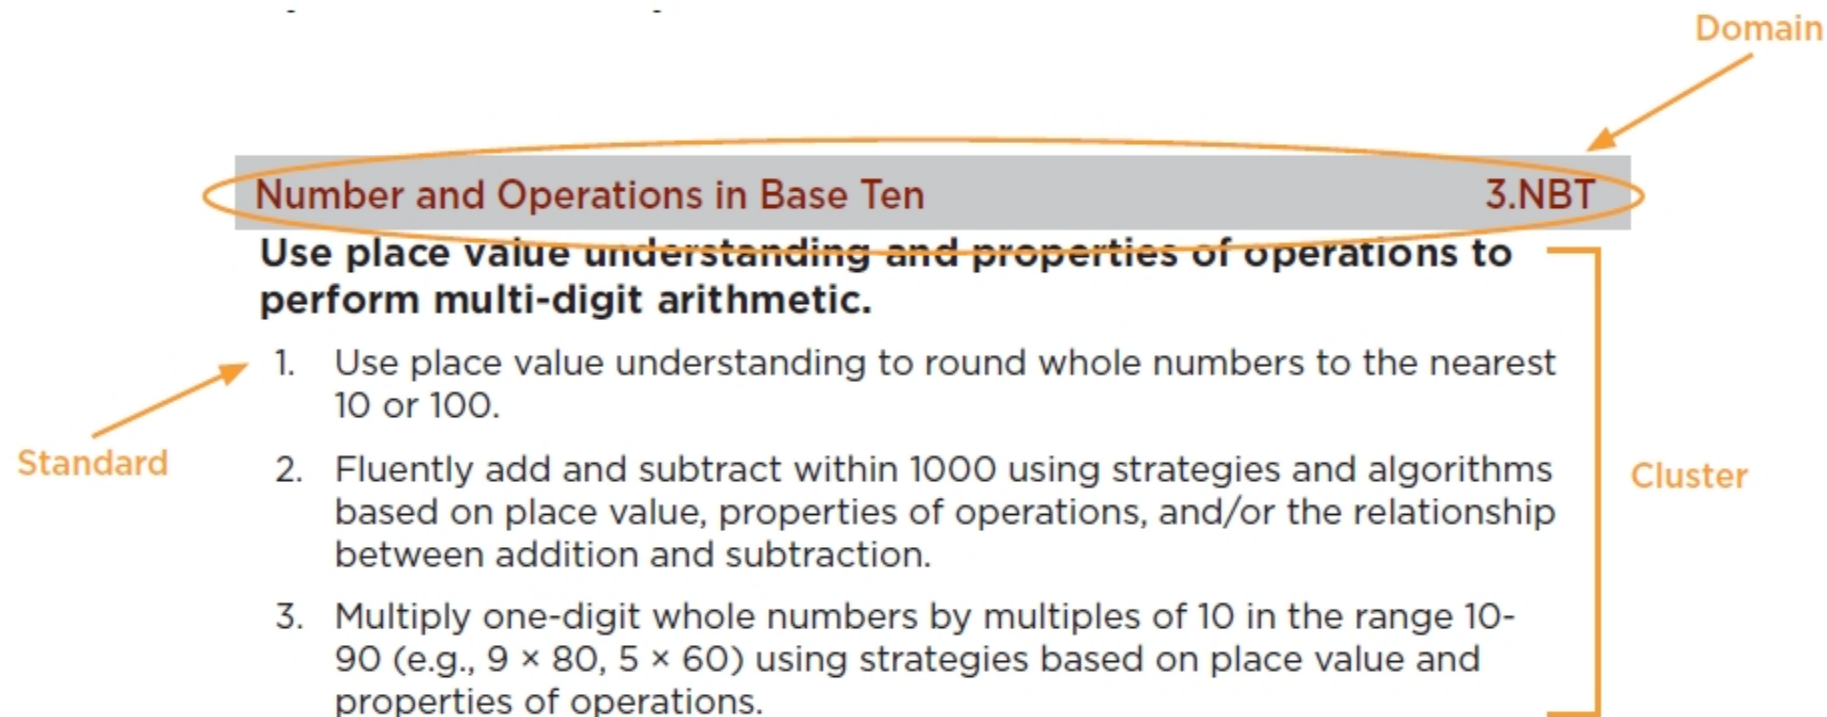 Domain
Number and Operations in Base Ten 3.NBT
Use place value understanding and properties of operations to
perform multi-digit arithmetic.
1. Use place value understanding to round whole numbers to the nearest
10 or 100.
Standard
2. Fluently add and subtract within 1000 using strategies and algorithms
based on place value, properties of operations, and/or the relationship
between addition and subtraction.
Cluster
3. Multiply one-digit whole numbers by multiples of 10 in the range 10-
90 (e.g., 9 × 80, 5 × 60) using strategies based on place value and
properties of operations.